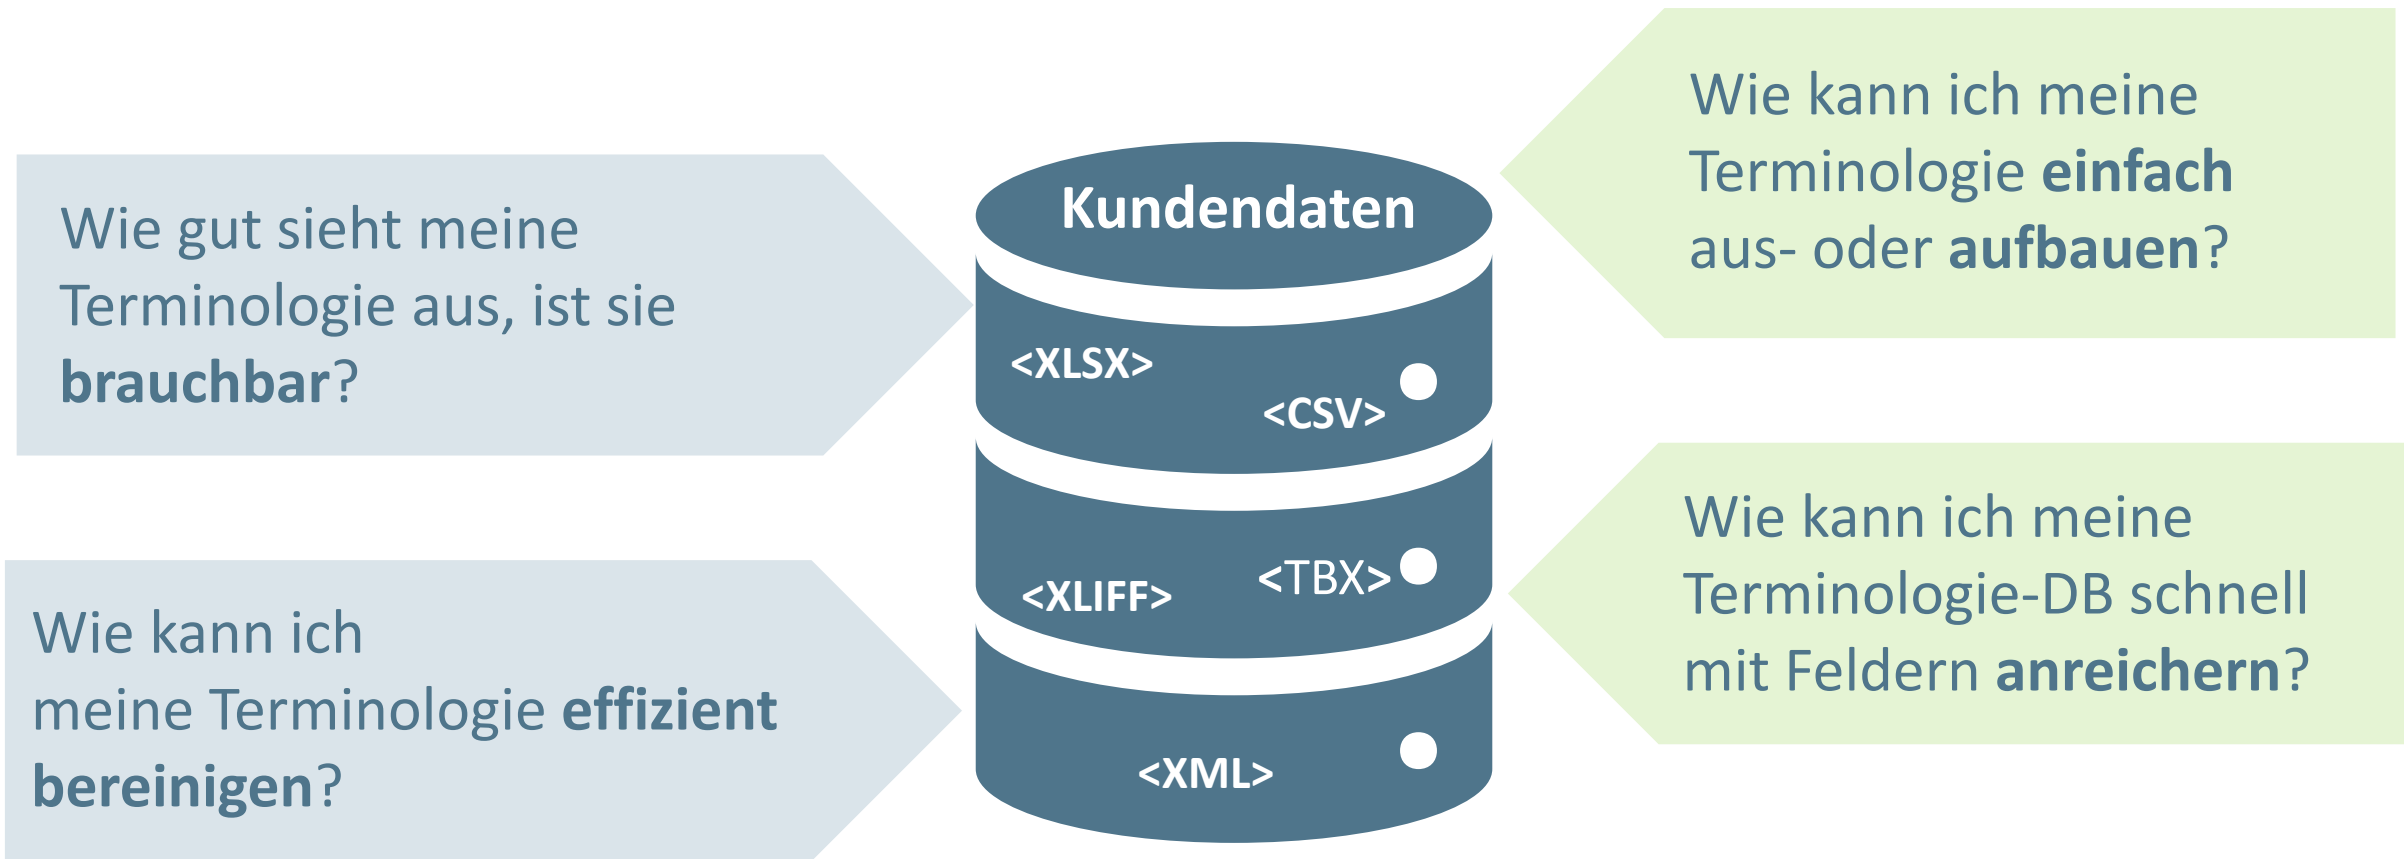 Wie gut sieht meine
Terminologie aus, ist sie
brauchbar?
Wie kann ich
meine Terminologie effizient
bereinigen?
Kundendaten
<XLSX>
<CSV>
<XLIFF>
<TBX>
<XML>
Wie kann ich meine
Terminologie einfach
aus- oder aufbauen?
Wie kann ich meine
Terminologie-DB schnell
mit Feldern anreichern?